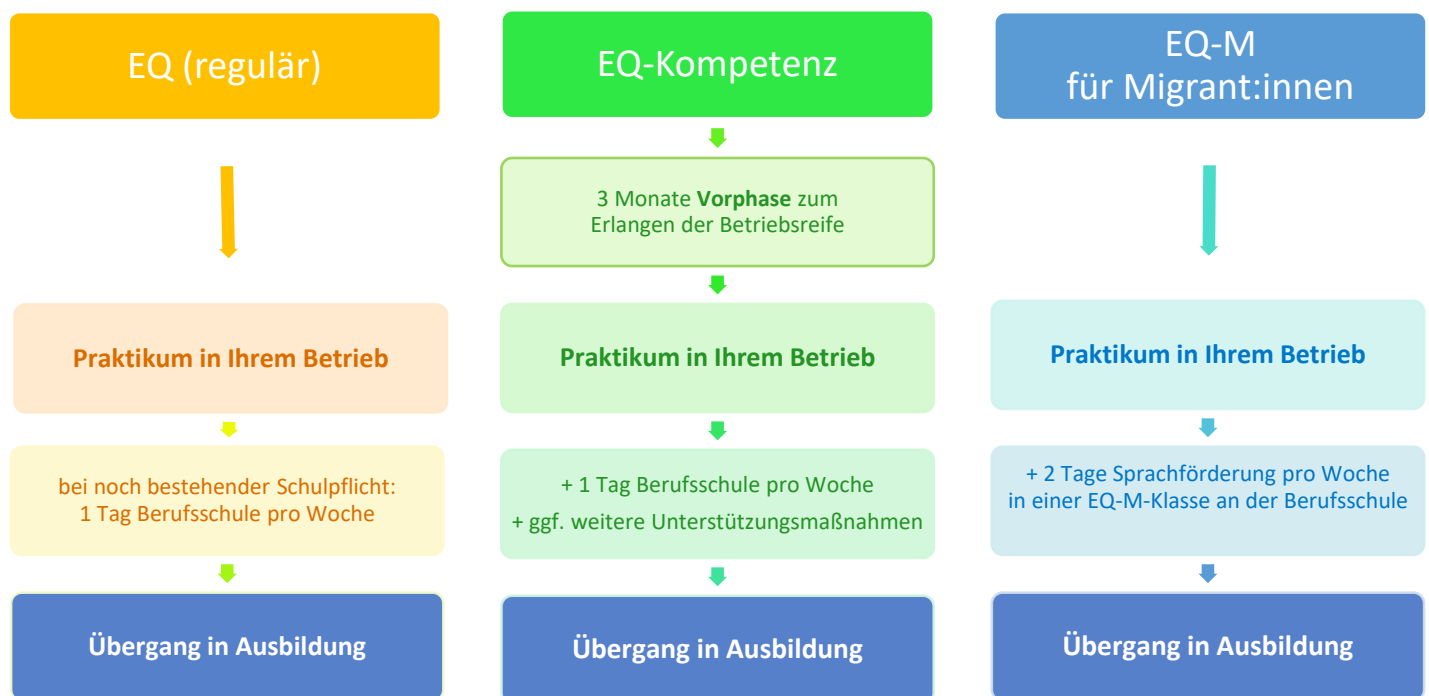 EQ (regulär)
Praktikum in Ihrem Betrieb
bei noch bestehender Schulpflicht:
1 Tag Berufsschule pro Woche
Übergang in Ausbildung
EQ-Kompetenz
3 Monate Vorphase zum
Erlangen der Betriebsreife
Praktikum in Ihrem Betrieb
+ 1 Tag Berufsschule pro Woche
+ ggf. weitere Unterstützungsmaßnahmen
Übergang in Ausbildung
EQ-M
für Migrant:innen
Praktikum in Ihrem Betrieb
+ 2 Tage Sprachförderung pro Woche
in einer EQ-M-Klasse an der Berufsschule
Übergang in Ausbildung